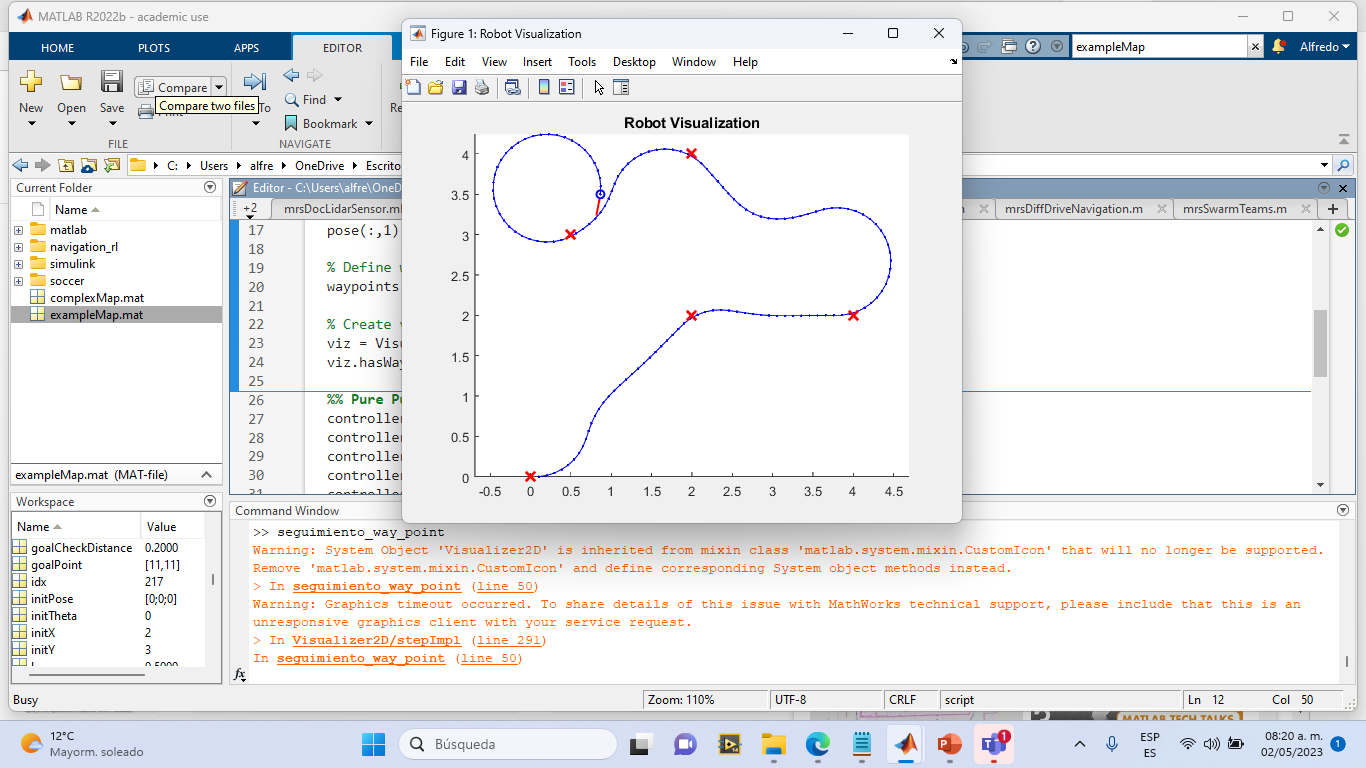 MATLAB R2022b - academic use
HOME PLOTS APPS EDITOR
exampleMap
Alfredo
New Open Save Compare
Compare two files
Find
Bookmark
FILE NAVIGATE
C: Users alfre OneDrive Escrito
Current Folder
Name
matlab
navigation_rl
simulink
soccer
complexMap.mat
exampleMap.mat
exampleMap.mat (MAT-file)
Workspace
Name Value
goalCheckDistance 0.2000
goalPoint [11,11]
idx 217
initPose [0;0;0]
initTheta 0
initX 2
initY 3
Busy
Editor - C:\Users\alfre\OneD
+2 mrsDocLidarSensor.m
mrsDiffDriveNavigation.m mrsSwarmTeams.m
17 pose(:,1)
18
19 % Define w
20 waypoints
21
22 % Create v
23 viz = Visu
24 viz.hasWay
25
26 %% Pure Pu
27 controller
28 controller
29 controller
30 controller
31 controller
Figure 1: Robot Visualization
File Edit View Insert Tools Desktop Window Help
Robot Visualization
4
3.5
3
2.5
2
1.5
1
0.5
0
-0.5 0 0.5 1 1.5 2 2.5 3 3.5 4 4.5
Command Window
>> seguimiento_way_point
Warning: System Object 'Visualizer2D' is inherited from mixin class 'matlab.system.mixin.CustomIcon' that will no longer be supported.
Remove 'matlab.system.mixin.CustomIcon' and define corresponding System object methods instead.
> In seguimiento_way_point (line 50)
Warning: Graphics timeout occurred. To share details of this issue with MathWorks technical support, please include that this is an
unresponsive graphics client with your service request.
> In Visualizer2D/stepImpl (line 291)
In seguimiento_way_point (line 50)
fx
Zoom: 110% UTF-8 CRLF script Ln 12 Col 50
MATLAB TECH TALKS
12°C
Mayorm. soleado
Búsqueda
1
ESP
ES
08:20 a. m.
02/05/2023
1